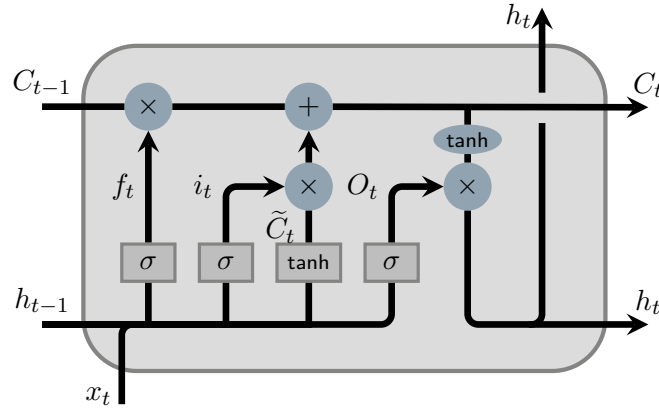 h_t
C_{t−1} × + C_t
tanh
f_t i_t × O_t ×
C̃_t
σ σ tanh σ
h_{t−1} h_t
x_t